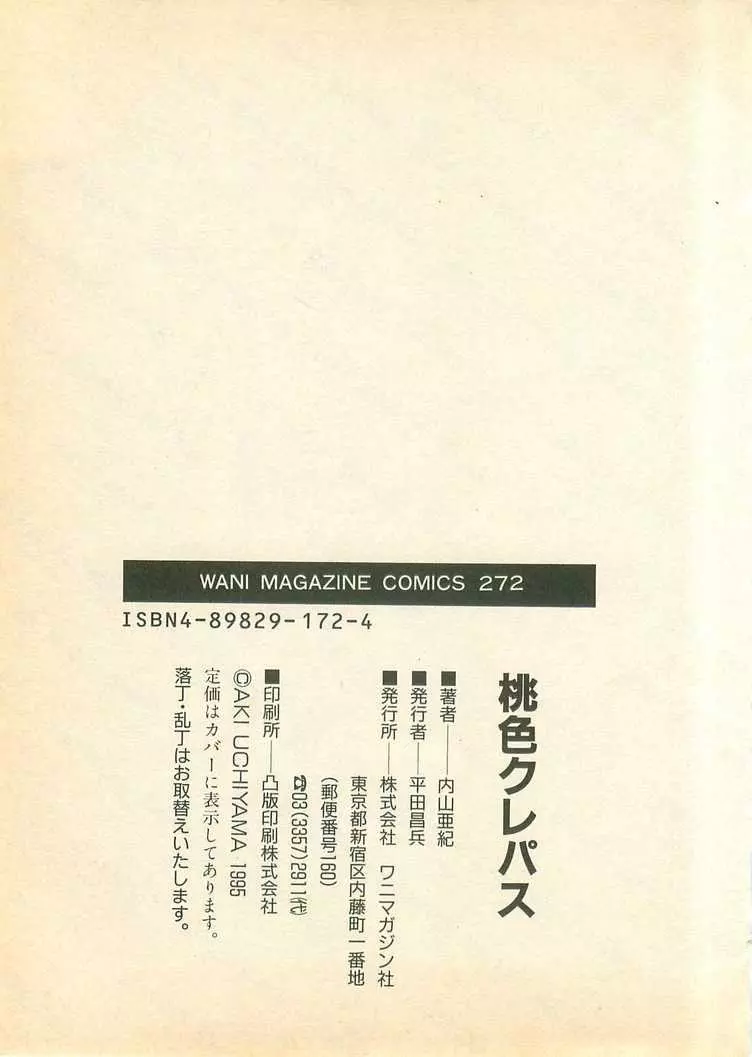 WANI MAGAZINE COMICS 272
ISBN4-89829-172-4
桃色クレパス
■著者──内山亜紀
■発行者──平田昌兵
■発行所──株式会社 ワニマガジン社
東京都新宿区内藤町一番地
(郵便番号160)
☎03(3357)2911(代)
■印刷所──凸版印刷株式会社
©AKI UCHIYAMA 1995
定価はカバーに表示してあります。
落丁・乱丁はお取替えいたします。